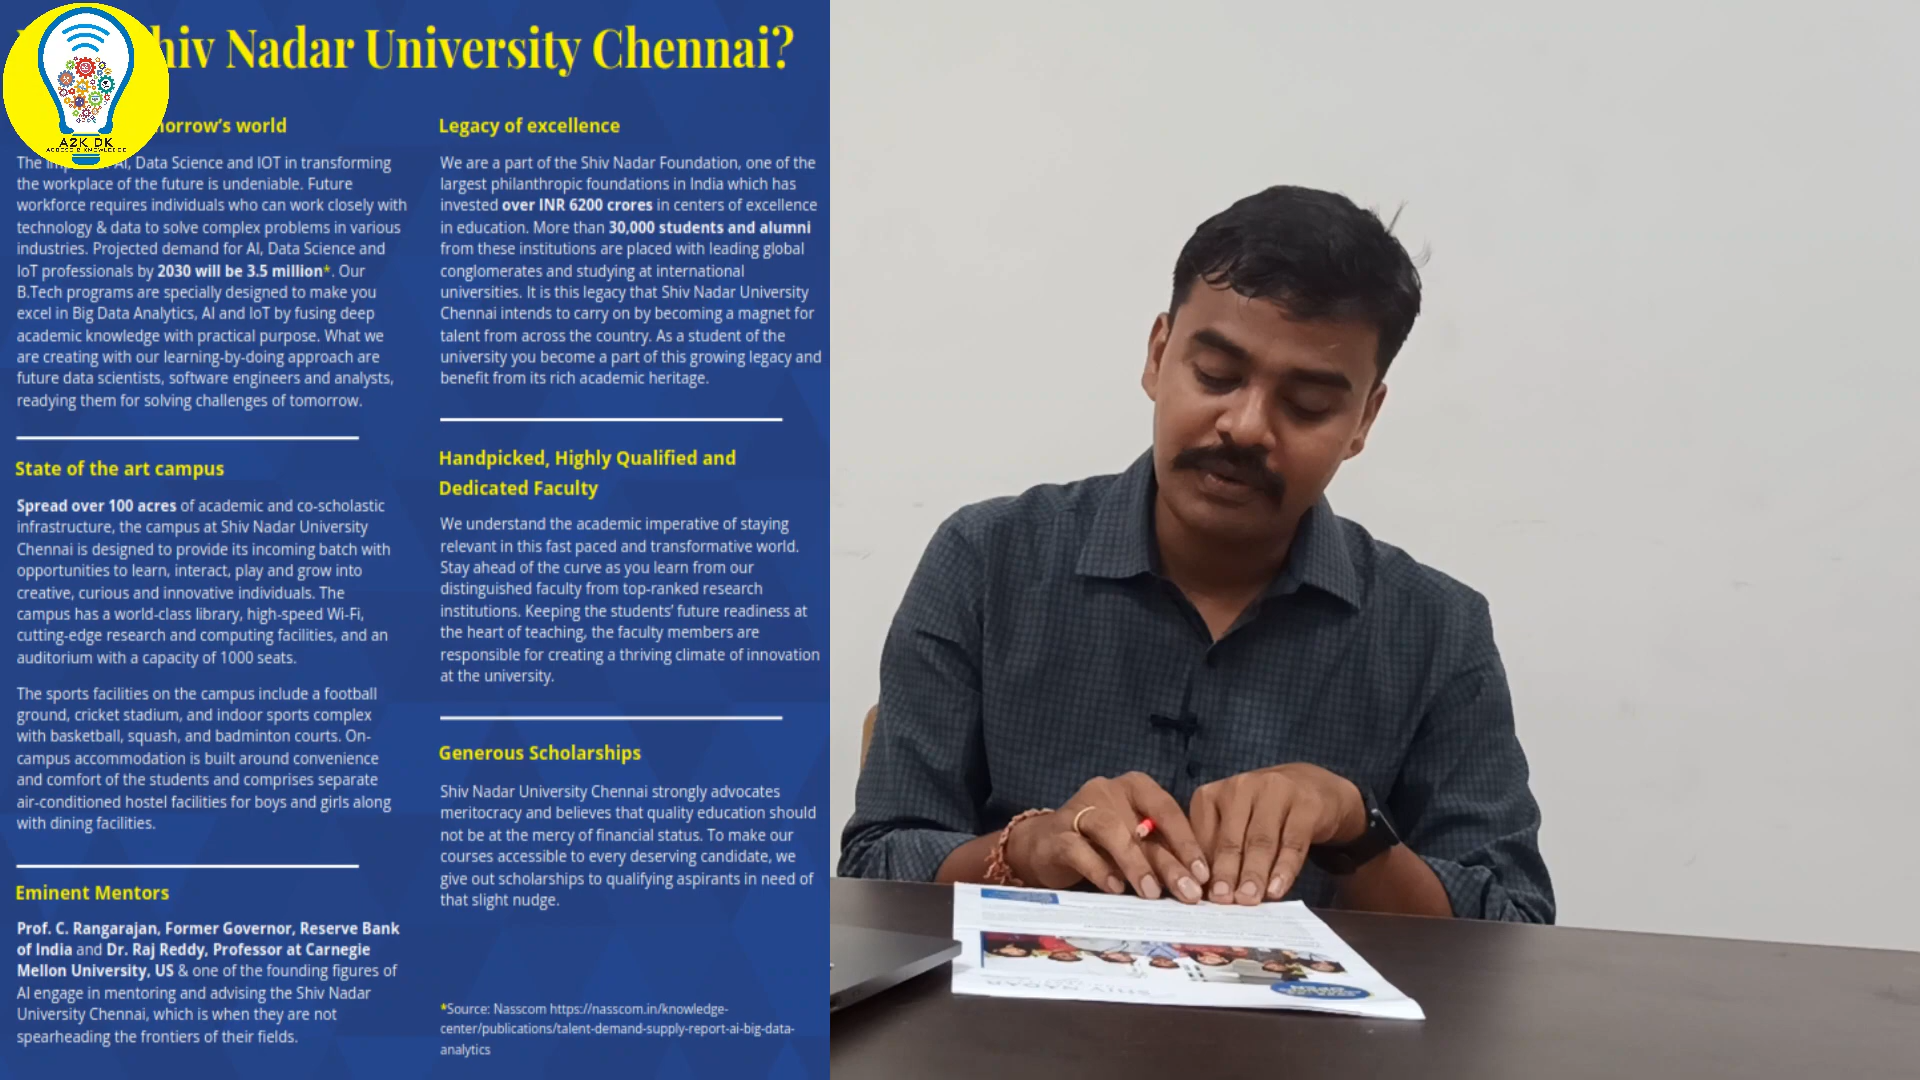 hiv Nadar University Chennai?
A2K DK
ACCESS 2 KNOWLEDGE
morrow's world
The AI, Data Science and IOT in transforming
the workplace of the future is undeniable. Future
workforce requires individuals who can work closely with
technology & data to solve complex problems in various
industries. Projected demand for AI, Data Science and
IoT professionals by 2030 will be 3.5 million*. Our
B.Tech programs are specially designed to make you
excel in Big Data Analytics, AI and IoT by fusing deep
academic knowledge with practical purpose. What we
are creating with our learning-by-doing approach are
future data scientists, software engineers and analysts,
readying them for solving challenges of tomorrow.
State of the art campus
Spread over 100 acres of academic and co-scholastic
infrastructure, the campus at Shiv Nadar University
Chennai is designed to provide its incoming batch with
opportunities to learn, interact, play and grow into
creative, curious and innovative individuals. The
campus has a world-class library, high-speed Wi-Fi,
cutting-edge research and computing facilities, and an
auditorium with a capacity of 1000 seats.
The sports facilities on the campus include a football
ground, cricket stadium, and indoor sports complex
with basketball, squash, and badminton courts. On-
campus accommodation is built around convenience
and comfort of the students and comprises separate
air-conditioned hostel facilities for boys and girls along
with dining facilities.
Eminent Mentors
Prof. C. Rangarajan, Former Governor, Reserve Bank
of India and Dr. Raj Reddy, Professor at Carnegie
Mellon University, US & one of the founding figures of
AI engage in mentoring and advising the Shiv Nadar
University Chennai, which is when they are not
spearheading the frontiers of their fields.
Legacy of excellence
We are a part of the Shiv Nadar Foundation, one of the
largest philanthropic foundations in India which has
invested over INR 6200 crores in centers of excellence
in education. More than 30,000 students and alumni
from these institutions are placed with leading global
conglomerates and studying at international
universities. It is this legacy that Shiv Nadar University
Chennai intends to carry on by becoming a magnet for
talent from across the country. As a student of the
university you become a part of this growing legacy and
benefit from its rich academic heritage.
Handpicked, Highly Qualified and
Dedicated Faculty
We understand the academic imperative of staying
relevant in this fast paced and transformative world.
Stay ahead of the curve as you learn from our
distinguished faculty from top-ranked research
institutions. Keeping the students' future readiness at
the heart of teaching, the faculty members are
responsible for creating a thriving climate of innovation
at the university.
Generous Scholarships
Shiv Nadar University Chennai strongly advocates
meritocracy and believes that quality education should
not be at the mercy of financial status. To make our
courses accessible to every deserving candidate, we
give out scholarships to qualifying aspirants in need of
that slight nudge.
*Source: Nasscom https://nasscom.in/knowledge-
center/publications/talent-demand-supply-report-ai-big-data-
analytics